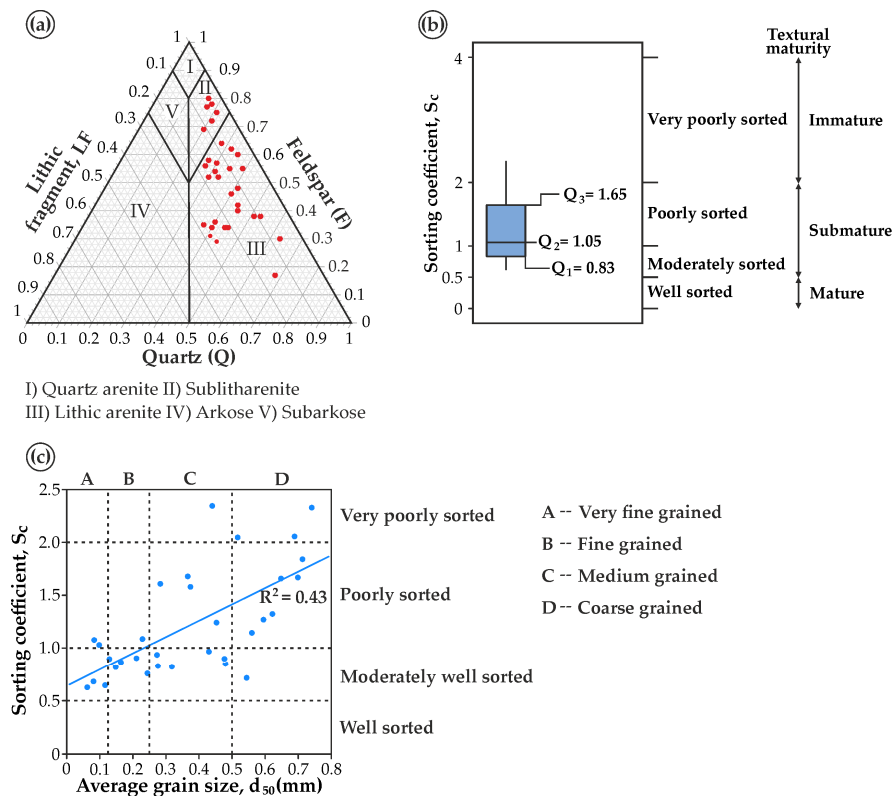 (a)
1 1
0.1 0.9
0.2 0.8
0.3 0.7
0.4 0.6
0.5 0.5
0.6 0.4
0.7 0.3
0.8 0.2
0.9 0.1
1 0
I
II
V
IV
III
Lithic
fragment, LF
Feldspar (F)
0 0.1 0.2 0.3 0.4 0.5 0.6 0.7 0.8 0.9 1
Quartz (Q)
I) Quartz arenite II) Sublitharenite
III) Lithic arenite IV) Arkose V) Subarkose
(b)
Sorting coefficient, Sc
4
2
1
0.5
0
Q3= 1.65
Q2 = 1.05
Q1= 0.83
Very poorly sorted
Poorly sorted
Moderately sorted
Well sorted
Textural
maturity
Immature
Submature
Mature
(c)
A B C D
Sorting coefficient, Sc
2.5
2.0
1.5
1.0
0.5
0
R2 = 0.43
0 0.1 0.2 0.3 0.4 0.5 0.6 0.7 0.8
Average grain size, d50(mm)
Very poorly sorted
Poorly sorted
Moderately well sorted
Well sorted
A -- Very fine grained
B -- Fine grained
C -- Medium grained
D -- Coarse grained